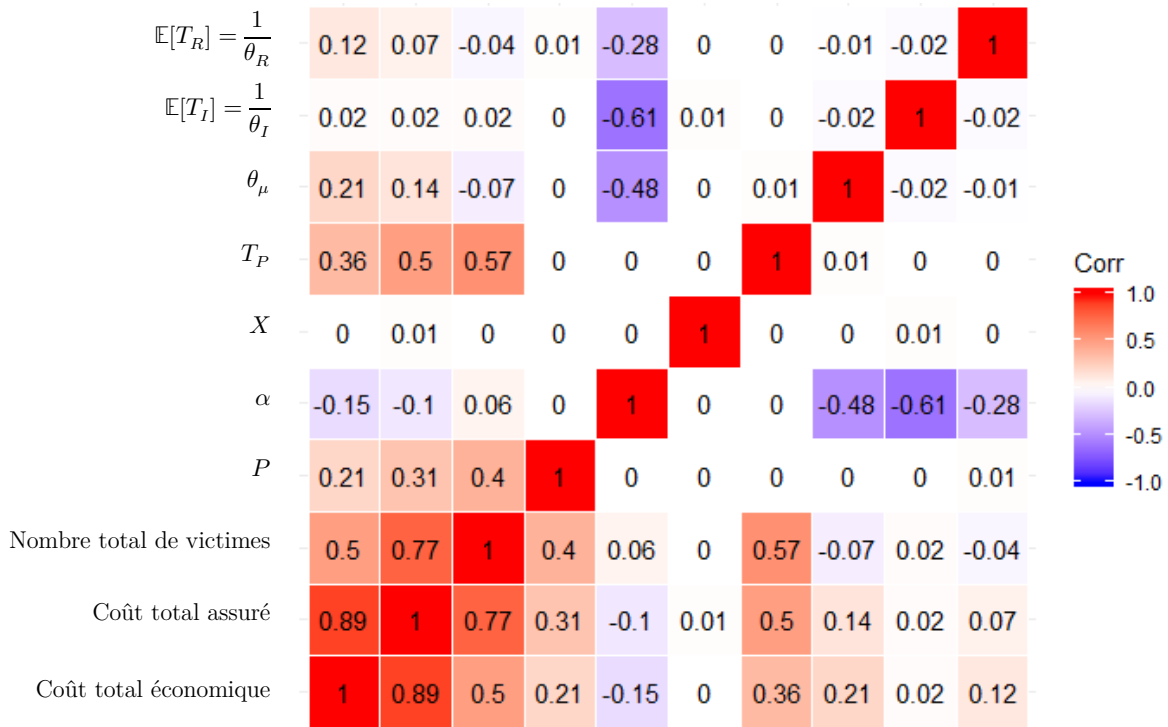 𝔼[T_R] = 1/θ_R 0.12 0.07 -0.04 0.01 -0.28 0 0 -0.01 -0.02 1
𝔼[T_I] = 1/θ_I 0.02 0.02 0.02 0 -0.61 0.01 0 -0.02 1 -0.02
θ_μ 0.21 0.14 -0.07 0 -0.48 0 0.01 1 -0.02 -0.01
T_P 0.36 0.5 0.57 0 0 0 1 0.01 0 0
X 0 0.01 0 0 0 1 0 0 0.01 0
α -0.15 -0.1 0.06 0 1 0 0 -0.48 -0.61 -0.28
P 0.21 0.31 0.4 1 0 0 0 0 0 0.01
Nombre total de victimes 0.5 0.77 1 0.4 0.06 0 0.57 -0.07 0.02 -0.04
Coût total assuré 0.89 1 0.77 0.31 -0.1 0.01 0.5 0.14 0.02 0.07
Coût total économique 1 0.89 0.5 0.21 -0.15 0 0.36 0.21 0.02 0.12
Corr
1.0
0.5
0.0
-0.5
-1.0